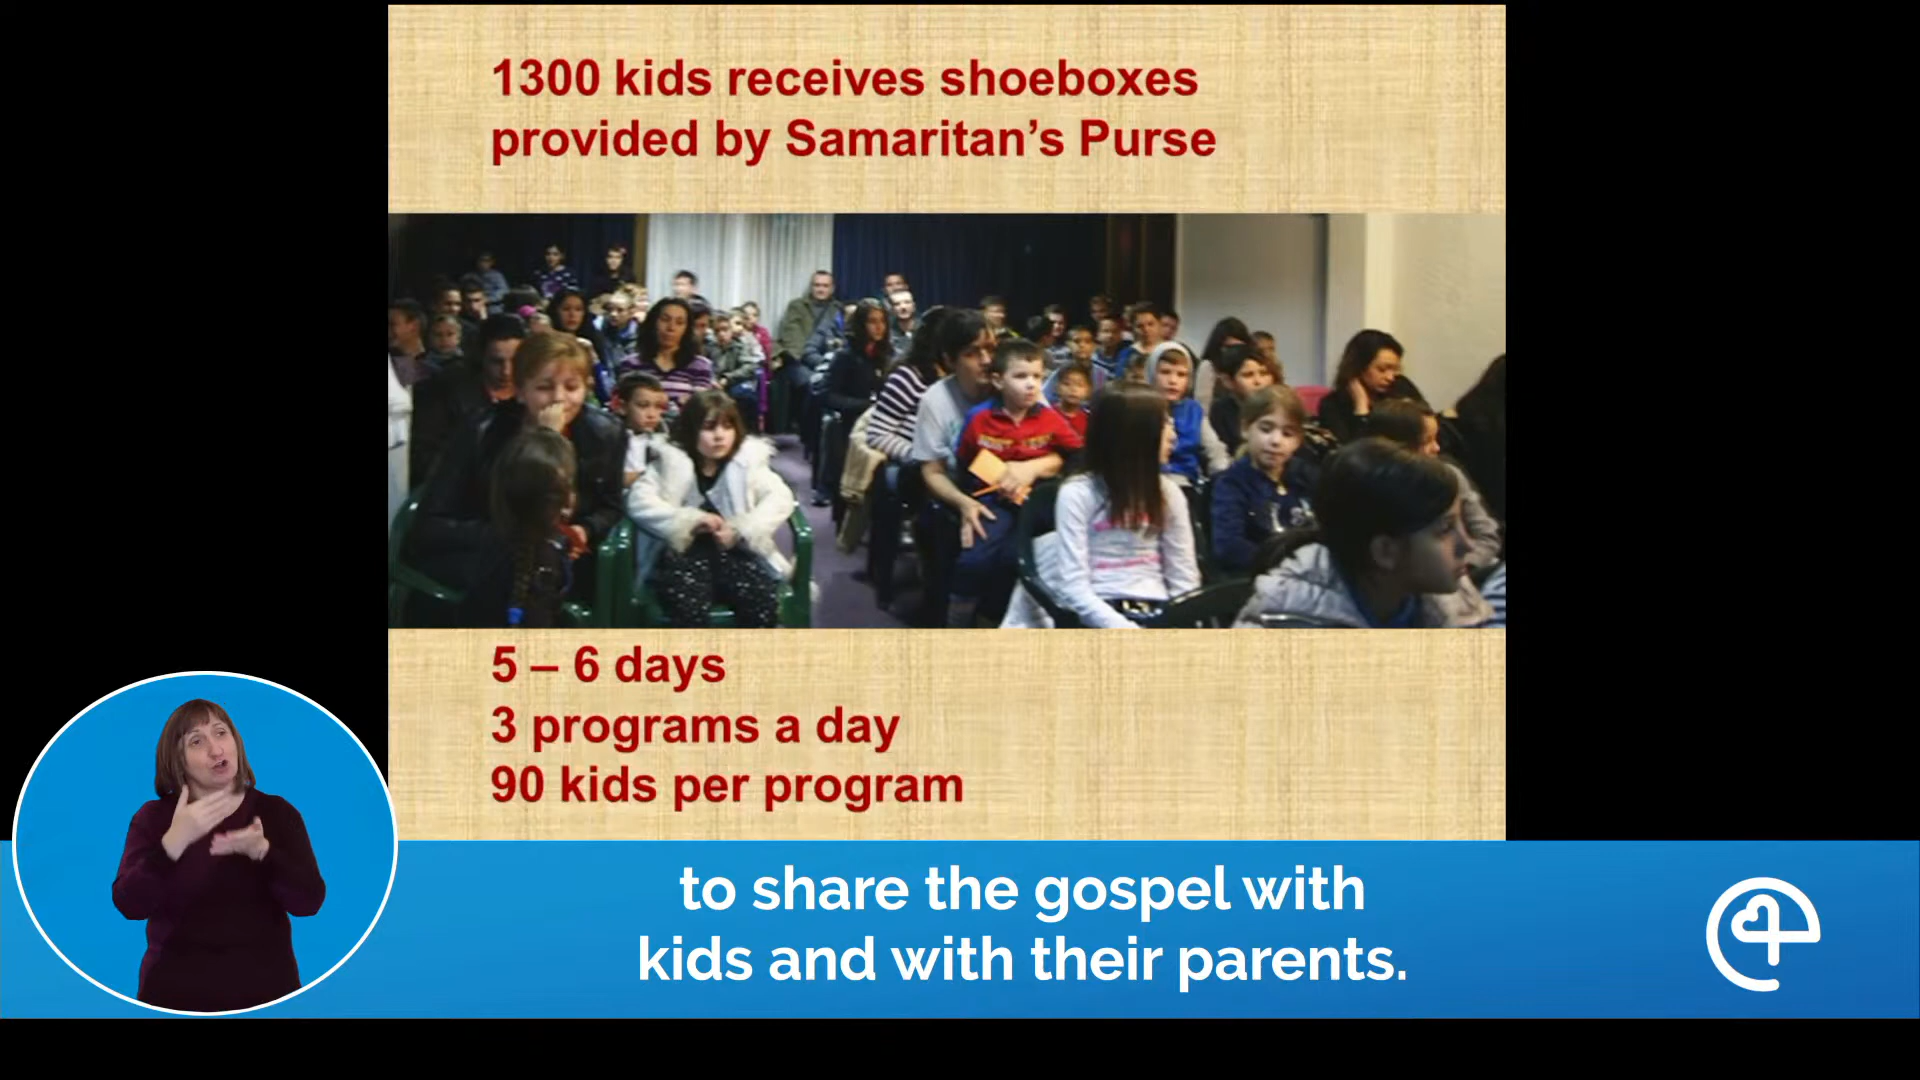 1300 kids receives shoeboxes
provided by Samaritan’s Purse
5 – 6 days
3 programs a day
90 kids per program
to share the gospel with
kids and with their parents.